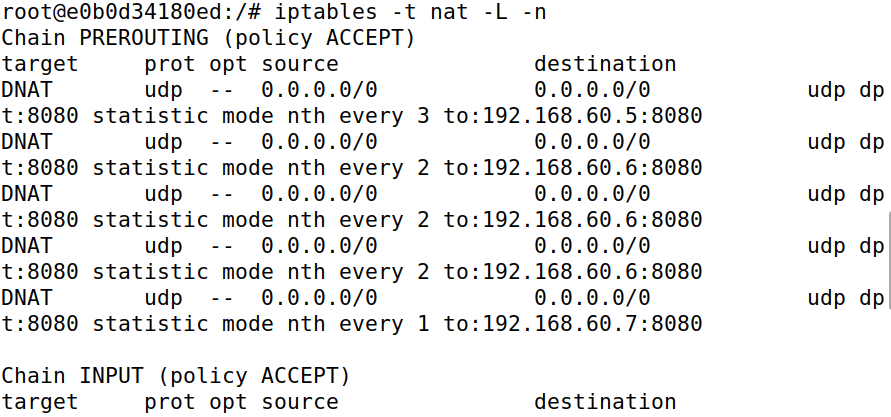 root@e0b0d34180ed:/# iptables -t nat -L -n
Chain PREROUTING (policy ACCEPT)
target     prot opt source               destination
DNAT       udp  --  0.0.0.0/0            0.0.0.0/0            udp dp
t:8080 statistic mode nth every 3 to:192.168.60.5:8080
DNAT       udp  --  0.0.0.0/0            0.0.0.0/0            udp dp
t:8080 statistic mode nth every 2 to:192.168.60.6:8080
DNAT       udp  --  0.0.0.0/0            0.0.0.0/0            udp dp
t:8080 statistic mode nth every 2 to:192.168.60.6:8080
DNAT       udp  --  0.0.0.0/0            0.0.0.0/0            udp dp
t:8080 statistic mode nth every 2 to:192.168.60.6:8080
DNAT       udp  --  0.0.0.0/0            0.0.0.0/0            udp dp
t:8080 statistic mode nth every 1 to:192.168.60.7:8080

Chain INPUT (policy ACCEPT)
target     prot opt source               destination